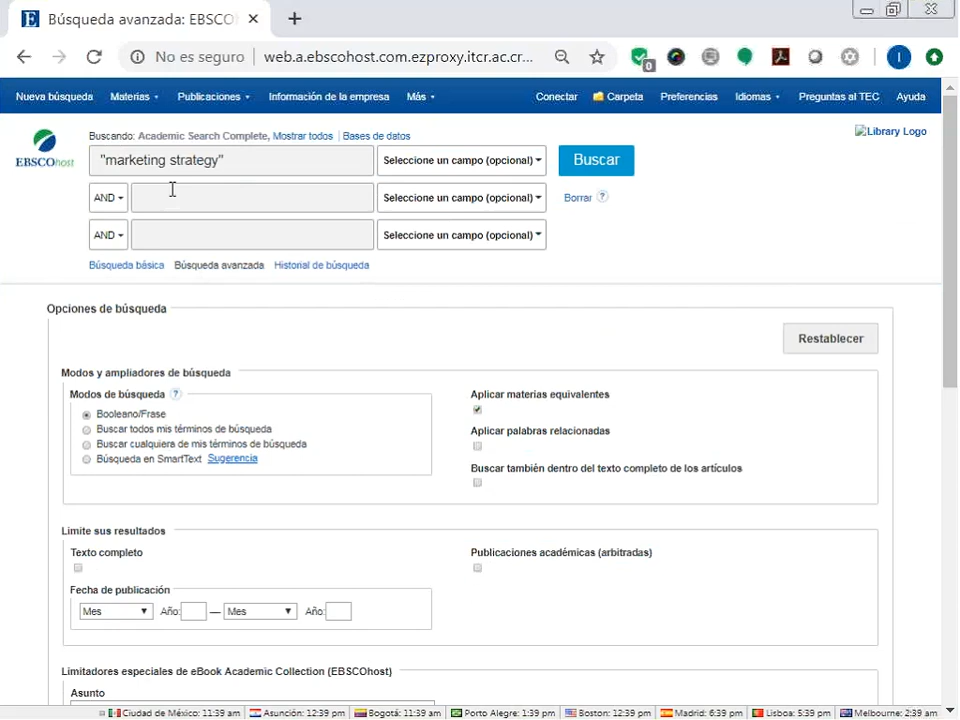 Búsqueda avanzada: EBSCO
No es seguro
web.a.ebscohost.com.ezproxy.itcr.ac.cr...
0
I
Nueva búsqueda Materias Publicaciones Información de la empresa Más Conectar Carpeta Preferencias Idiomas Preguntas al TEC Ayuda
Buscando: Academic Search Complete, Mostrar todos | Bases de datos
Library Logo
EBSCOhost
"marketing strategy"
Seleccione un campo (opcional)
Buscar
AND
Seleccione un campo (opcional)
Borrar ?
AND
Seleccione un campo (opcional)
Búsqueda básica Búsqueda avanzada Historial de búsqueda
Opciones de búsqueda
Restablecer
Modos y ampliadores de búsqueda
Modos de búsqueda ?
Booleano/Frase
Buscar todos mis términos de búsqueda
Buscar cualquiera de mis términos de búsqueda
Búsqueda en SmartText Sugerencia
Aplicar materias equivalentes
Aplicar palabras relacionadas
Buscar también dentro del texto completo de los artículos
Limite sus resultados
Texto completo
Publicaciones académicas (arbitradas)
Fecha de publicación
Mes Año: — Mes Año:
Limitadores especiales de eBook Academic Collection (EBSCOhost)
Asunto
Ciudad de México: 11:39 am Asunción: 12:39 pm Bogotá: 11:39 am Porto Alegre: 1:39 pm Boston: 12:39 pm Madrid: 6:39 pm Lisboa: 5:39 pm Melbourne: 2:39 am